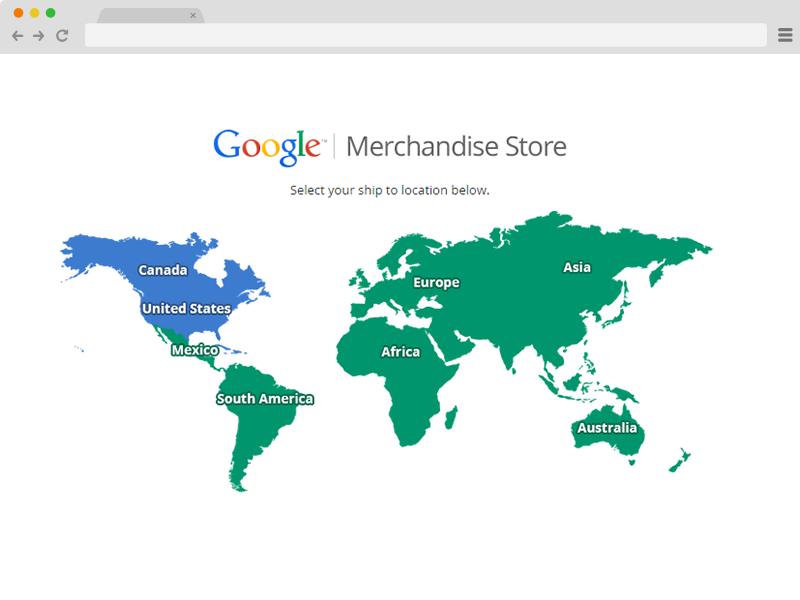 Google™ | Merchandise Store
Select your ship to location below.
Canada
Asia
Europe
United States
Mexico
Africa
South America
Australia